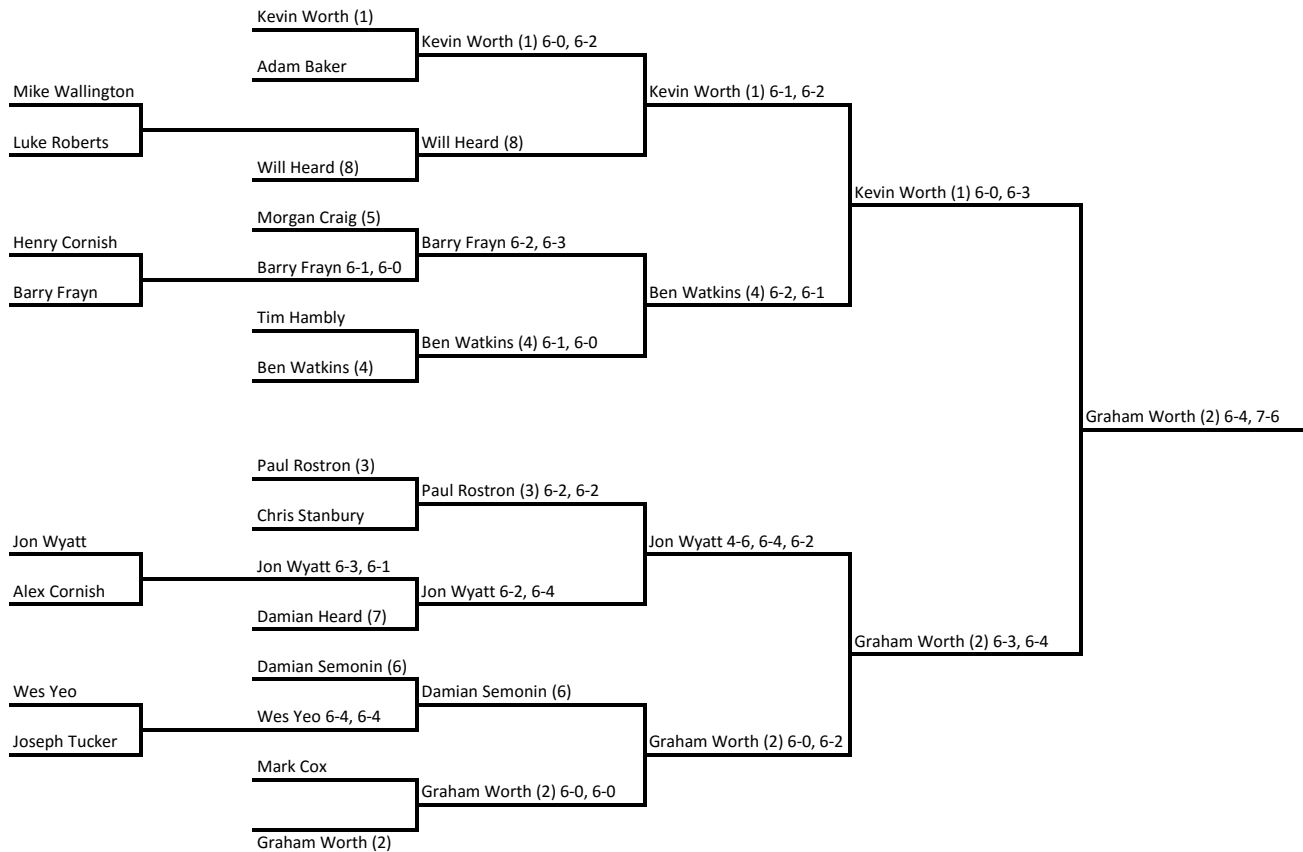 Kevin Worth (1)
Kevin Worth (1) 6-0, 6-2
Adam Baker
Mike Wallington
Kevin Worth (1) 6-1, 6-2
Luke Roberts
Will Heard (8)
Will Heard (8)
Kevin Worth (1) 6-0, 6-3
Morgan Craig (5)
Henry Cornish
Barry Frayn 6-2, 6-3
Barry Frayn 6-1, 6-0
Barry Frayn
Ben Watkins (4) 6-2, 6-1
Tim Hambly
Ben Watkins (4) 6-1, 6-0
Ben Watkins (4)
Graham Worth (2) 6-4, 7-6
Paul Rostron (3)
Paul Rostron (3) 6-2, 6-2
Chris Stanbury
Jon Wyatt
Jon Wyatt 4-6, 6-4, 6-2
Jon Wyatt 6-3, 6-1
Alex Cornish
Jon Wyatt 6-2, 6-4
Damian Heard (7)
Graham Worth (2) 6-3, 6-4
Damian Semonin (6)
Wes Yeo
Damian Semonin (6)
Wes Yeo 6-4, 6-4
Joseph Tucker
Graham Worth (2) 6-0, 6-2
Mark Cox
Graham Worth (2) 6-0, 6-0
Graham Worth (2)